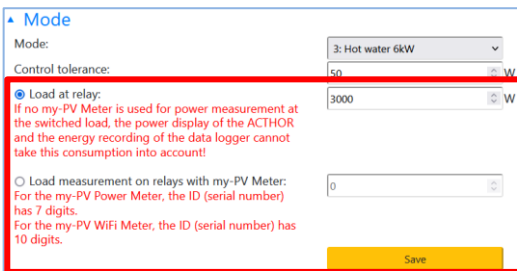 Mode
Mode:
3: Hot water 6kW
Control tolerance:
50
W
Load at relay:
3000
W
If no my-PV Meter is used for power measurement at
the switched load, the power display of the ACTHOR
and the energy recording of the data logger cannot
take this consumption into account!
Load measurement on relays with my-PV Meter:
0
For the my-PV Power Meter, the ID (serial number)
has 7 digits.
For the my-PV WiFi Meter, the ID (serial number) has
10 digits.
Save